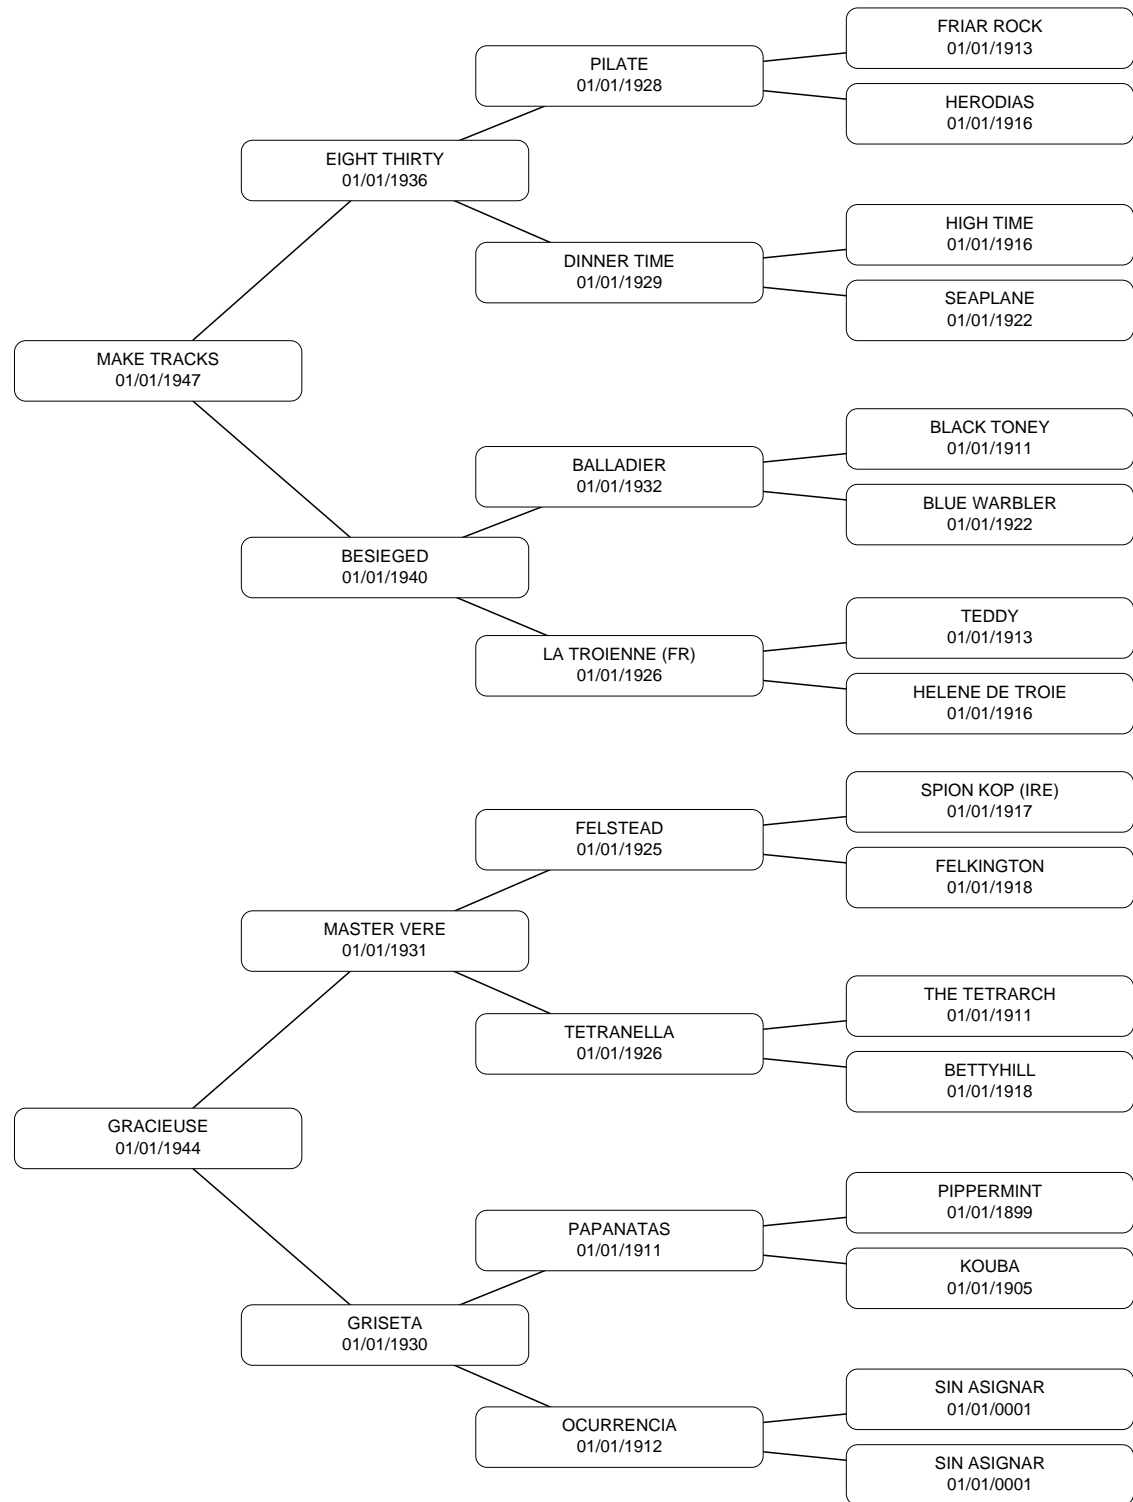 FRIAR ROCK
01/01/1913
PILATE
01/01/1928
HERODIAS
01/01/1916
EIGHT THIRTY
01/01/1936
HIGH TIME
01/01/1916
DINNER TIME
01/01/1929
SEAPLANE
01/01/1922
MAKE TRACKS
01/01/1947
BLACK TONEY
01/01/1911
BALLADIER
01/01/1932
BLUE WARBLER
01/01/1922
BESIEGED
01/01/1940
TEDDY
01/01/1913
LA TROIENNE (FR)
01/01/1926
HELENE DE TROIE
01/01/1916
SPION KOP (IRE)
01/01/1917
FELSTEAD
01/01/1925
FELKINGTON
01/01/1918
MASTER VERE
01/01/1931
THE TETRARCH
01/01/1911
TETRANELLA
01/01/1926
BETTYHILL
01/01/1918
GRACIEUSE
01/01/1944
PIPPERMINT
01/01/1899
PAPANATAS
01/01/1911
KOUBA
01/01/1905
GRISETA
01/01/1930
SIN ASIGNAR
01/01/0001
OCURRENCIA
01/01/1912
SIN ASIGNAR
01/01/0001